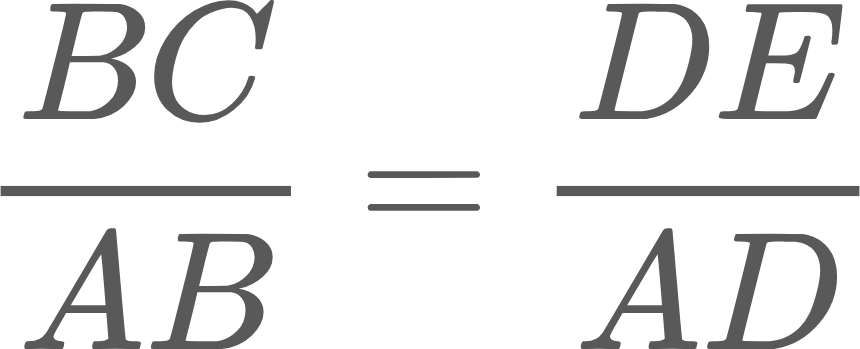 BC/AB = DE/AD